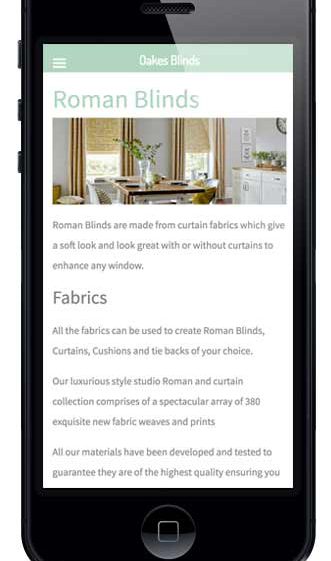 Oakes Blinds
Roman Blinds
Roman Blinds are made from curtain fabrics which give
a soft look and look great with or without curtains to
enhance any window.
Fabrics
All the fabrics can be used to create Roman Blinds,
Curtains, Cushions and tie backs of your choice.
Our luxurious style studio Roman and curtain
collection comprises of a spectacular array of 380
exquisite new fabric weaves and prints
All our materials have been developed and tested to
guarantee they are of the highest quality ensuring you